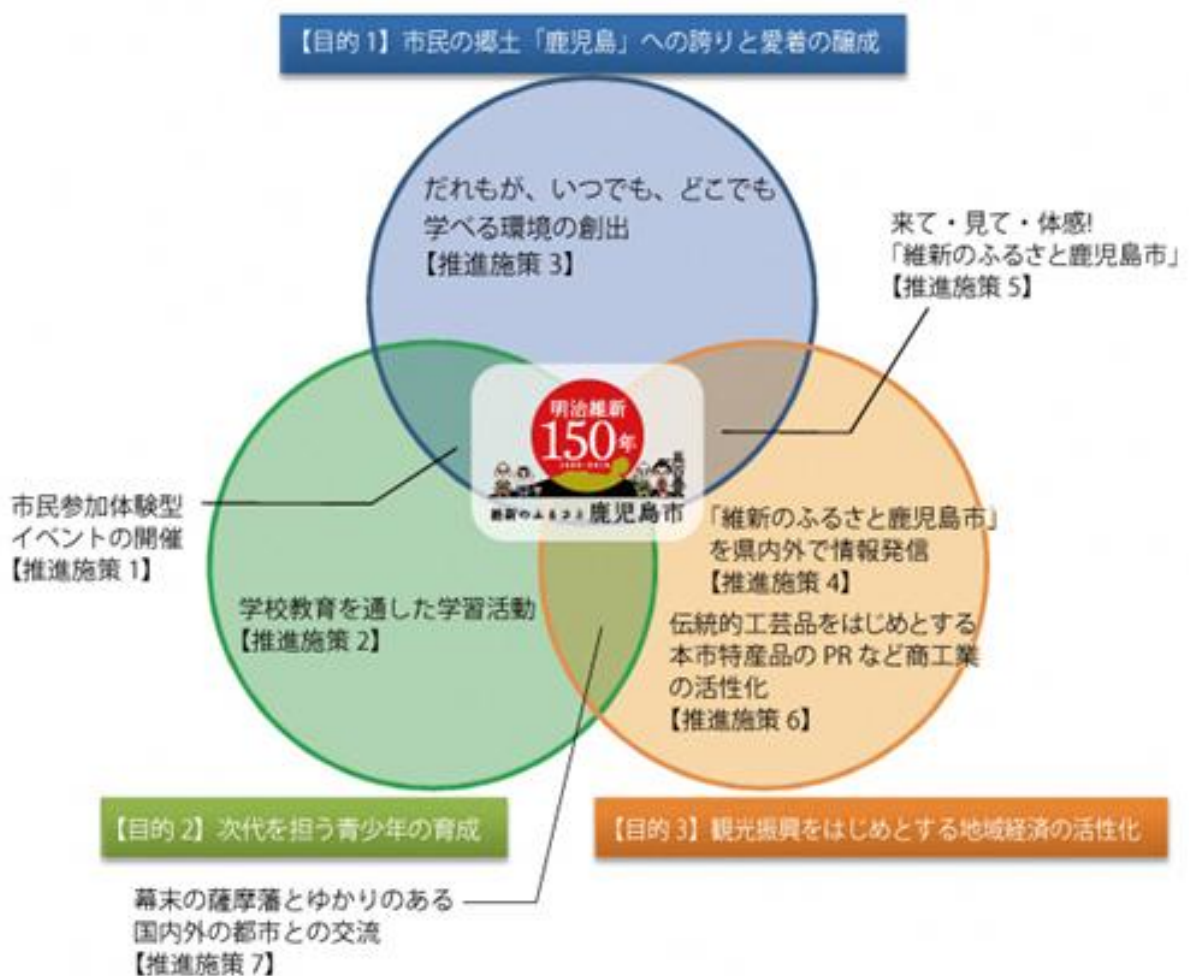 【目的 1】市民の郷土「鹿児島」への誇りと愛着の醸成
だれもが、いつでも、どこでも
学べる環境の創出
【推進施策 3】
来て・見て・体感!
「維新のふるさと鹿児島市」
【推進施策 5】
明治維新
150年
維新のふるさと 鹿児島市
市民参加体験型
イベントの開催
【推進施策 1】
「維新のふるさと鹿児島市」
を県内外で情報発信
【推進施策 4】
学校教育を通した学習活動
【推進施策 2】
伝統的工芸品をはじめとする
本市特産品の PR など商工業
の活性化
【推進施策 6】
【目的 2】次代を担う青少年の育成
【目的 3】観光振興をはじめとする地域経済の活性化
幕末の薩摩藩とゆかりのある
国内外の都市との交流
【推進施策 7】